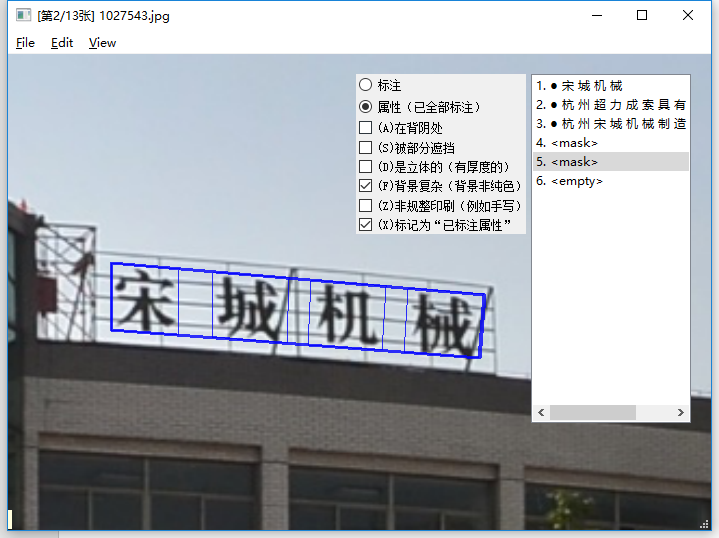 [第2/13张] 1027543.jpg
File Edit View
标注
属性（已全部标注）
(A)在背阴处
(S)被部分遮挡
(D)是立体的（有厚度的）
(F)背景复杂（背景非纯色）
(Z)非规整印刷（例如手写）
(X)标记为“已标注属性”
1. ● 宋 城 机 械
2. ● 杭 州 超 力 成 索 具 有
3. ● 杭 州 宋 城 机 械 制 造
4. <mask>
5. <mask>
6. <empty>
宋城机械